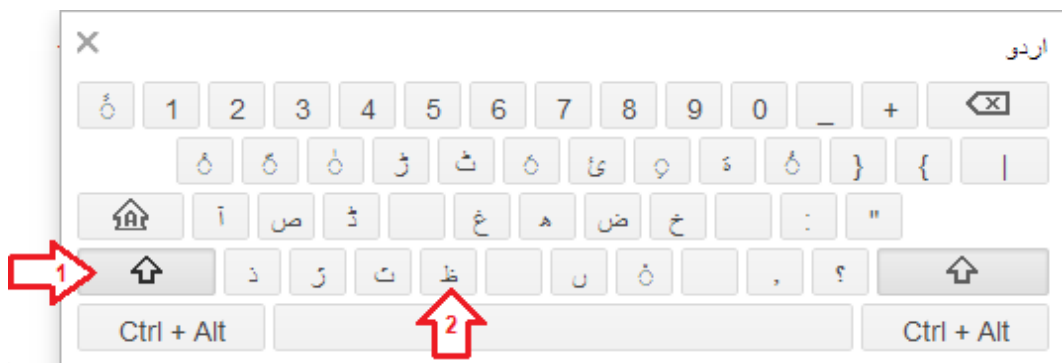 اردو
1 2 3 4 5 6 7 8 9 0 _ +
ڑ ٹ ئ ۃ } { |
آ ص ڈ غ ھ ض خ : "
1 ذ ژ ث ظ ں , ؟
Ctrl + Alt 2 Ctrl + Alt